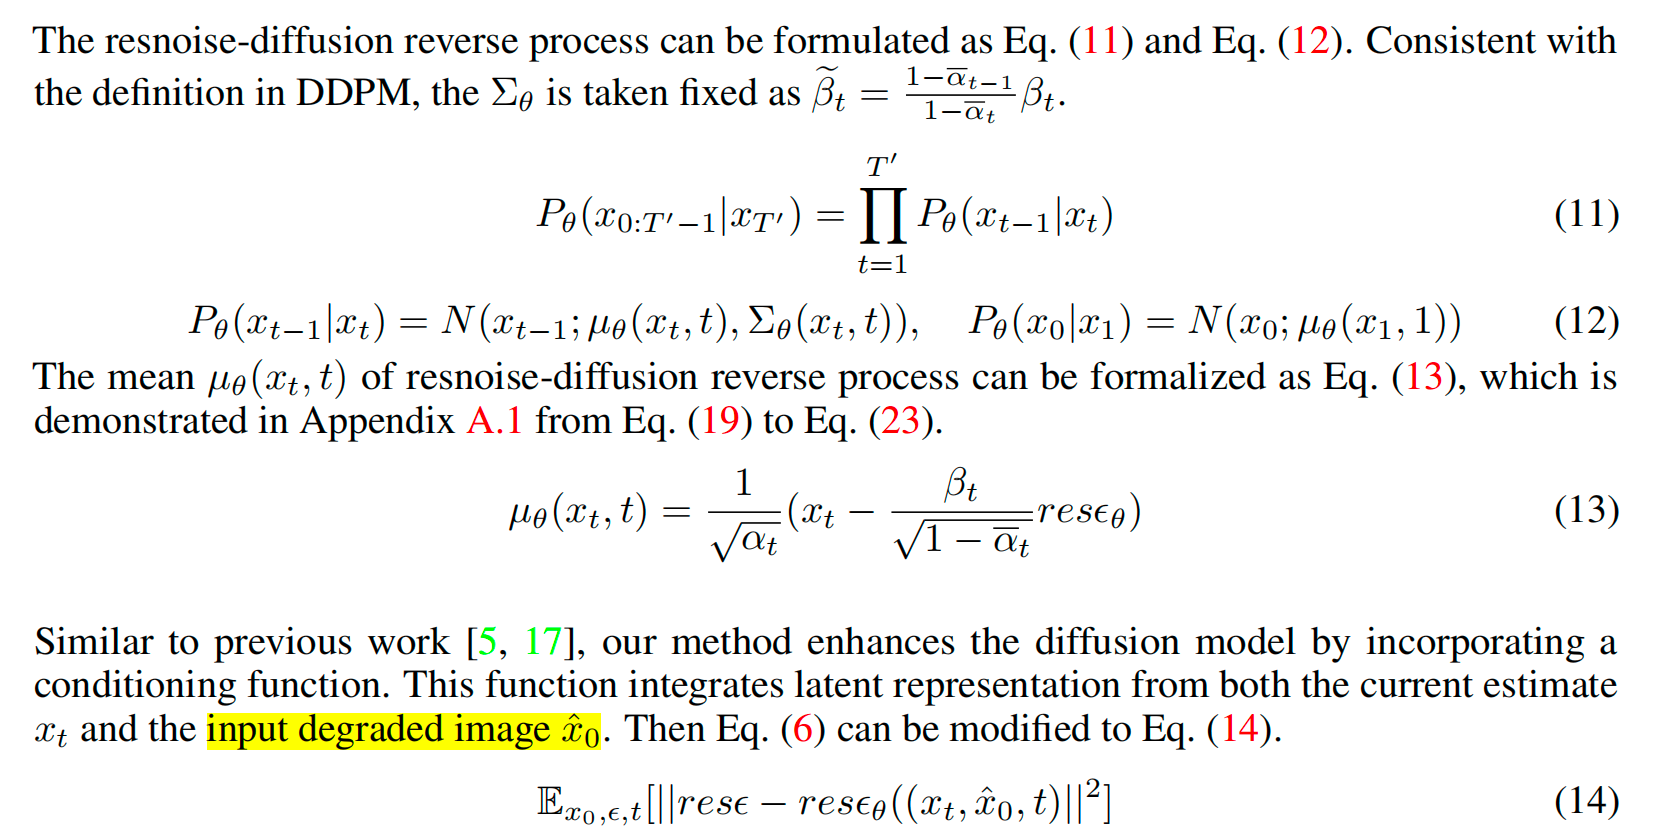 The resnoise-diffusion reverse process can be formulated as Eq. (11) and Eq. (12). Consistent with
the definition in DDPM, the $\Sigma_\theta$ is taken fixed as $\widetilde{\beta}_t = \frac{1-\overline{\alpha}_{t-1}}{1-\overline{\alpha}_t}\beta_t$.
$P_\theta(x_{0:T'-1}|x_{T'}) = \prod_{t=1}^{T'} P_\theta(x_{t-1}|x_t)$ (11)
$P_\theta(x_{t-1}|x_t) = N(x_{t-1}; \mu_\theta(x_t, t), \Sigma_\theta(x_t, t)), \quad P_\theta(x_0|x_1) = N(x_0; \mu_\theta(x_1, 1))$ (12)
The mean $\mu_\theta(x_t, t)$ of resnoise-diffusion reverse process can be formalized as Eq. (13), which is
demonstrated in Appendix A.1 from Eq. (19) to Eq. (23).
$\mu_\theta(x_t, t) = \frac{1}{\sqrt{\alpha_t}}(x_t - \frac{\beta_t}{\sqrt{1-\overline{\alpha}_t}} res\epsilon_\theta)$ (13)
Similar to previous work [5, 17], our method enhances the diffusion model by incorporating a
conditioning function. This function integrates latent representation from both the current estimate
$x_t$ and the input degraded image $\hat{x}_0$. Then Eq. (6) can be modified to Eq. (14).
$\mathbb{E}_{x_0,\epsilon,t}[||res\epsilon - res\epsilon_\theta((x_t, \hat{x}_0, t)||^2]$ (14)